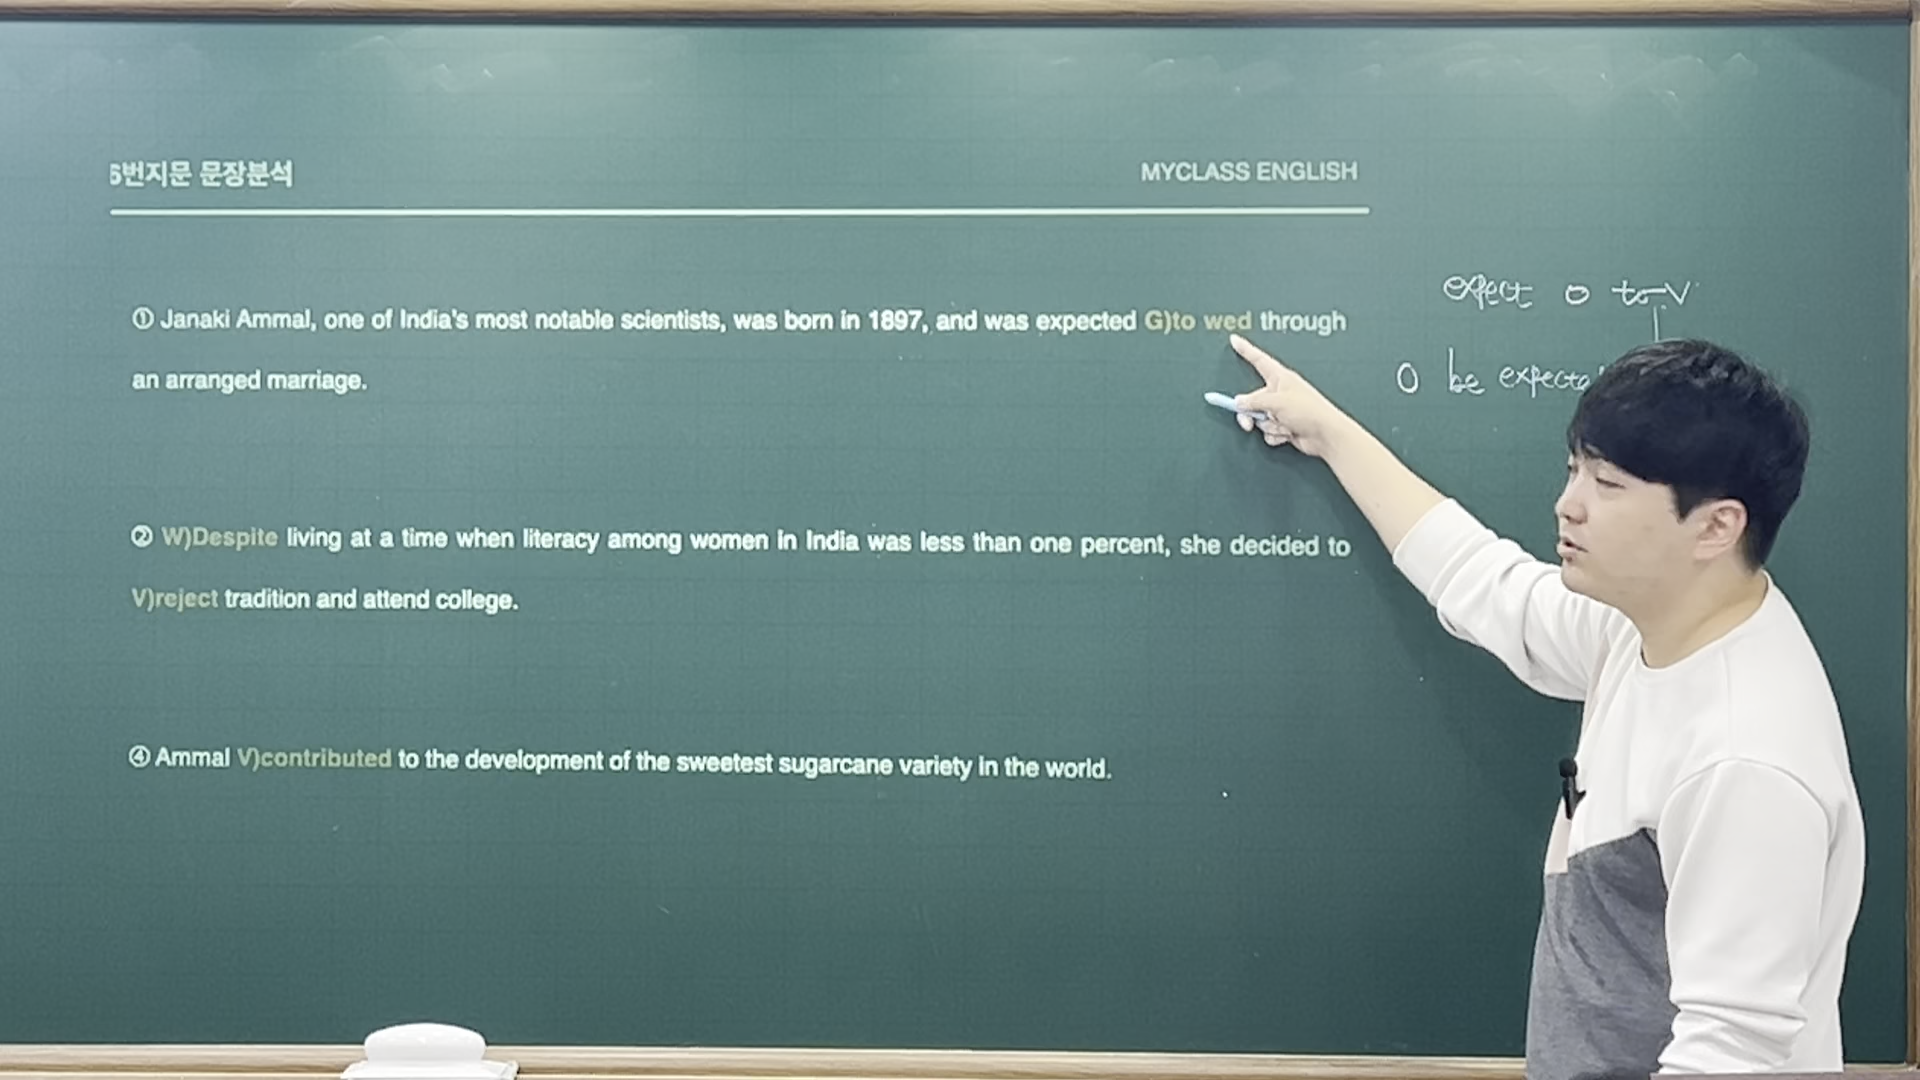 6번지문 문장분석
MYCLASS ENGLISH
① Janaki Ammal, one of India's most notable scientists, was born in 1897, and was expected G)to wed through
an arranged marriage.
② W)Despite living at a time when literacy among women in India was less than one percent, she decided to
V)reject tradition and attend college.
④ Ammal V)contributed to the development of the sweetest sugarcane variety in the world.
expect O to V
O be